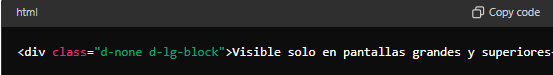 html Copy code
<div class="d-none d-lg-block">Visible solo en pantallas grandes y superiores